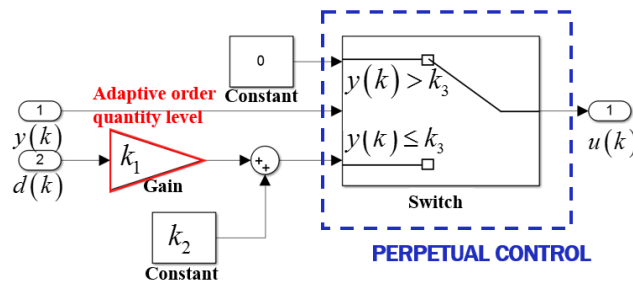 0
Constant
Adaptive order
quantity level
1
y(k)
2
d(k)
k₁
Gain
k₂
Constant
++
y(k) > k₃
y(k) ≤ k₃
Switch
1
u(k)
PERPETUAL CONTROL